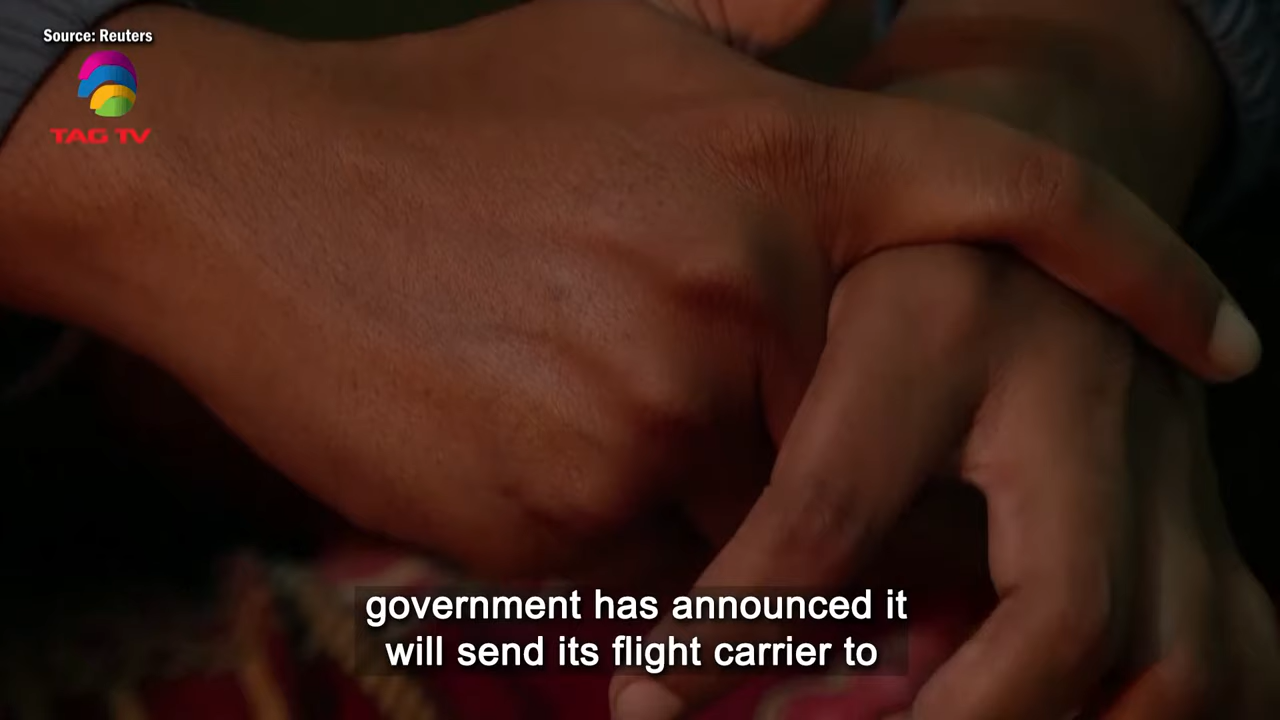 Source: Reuters
TAG TV
government has announced it
will send its flight carrier to